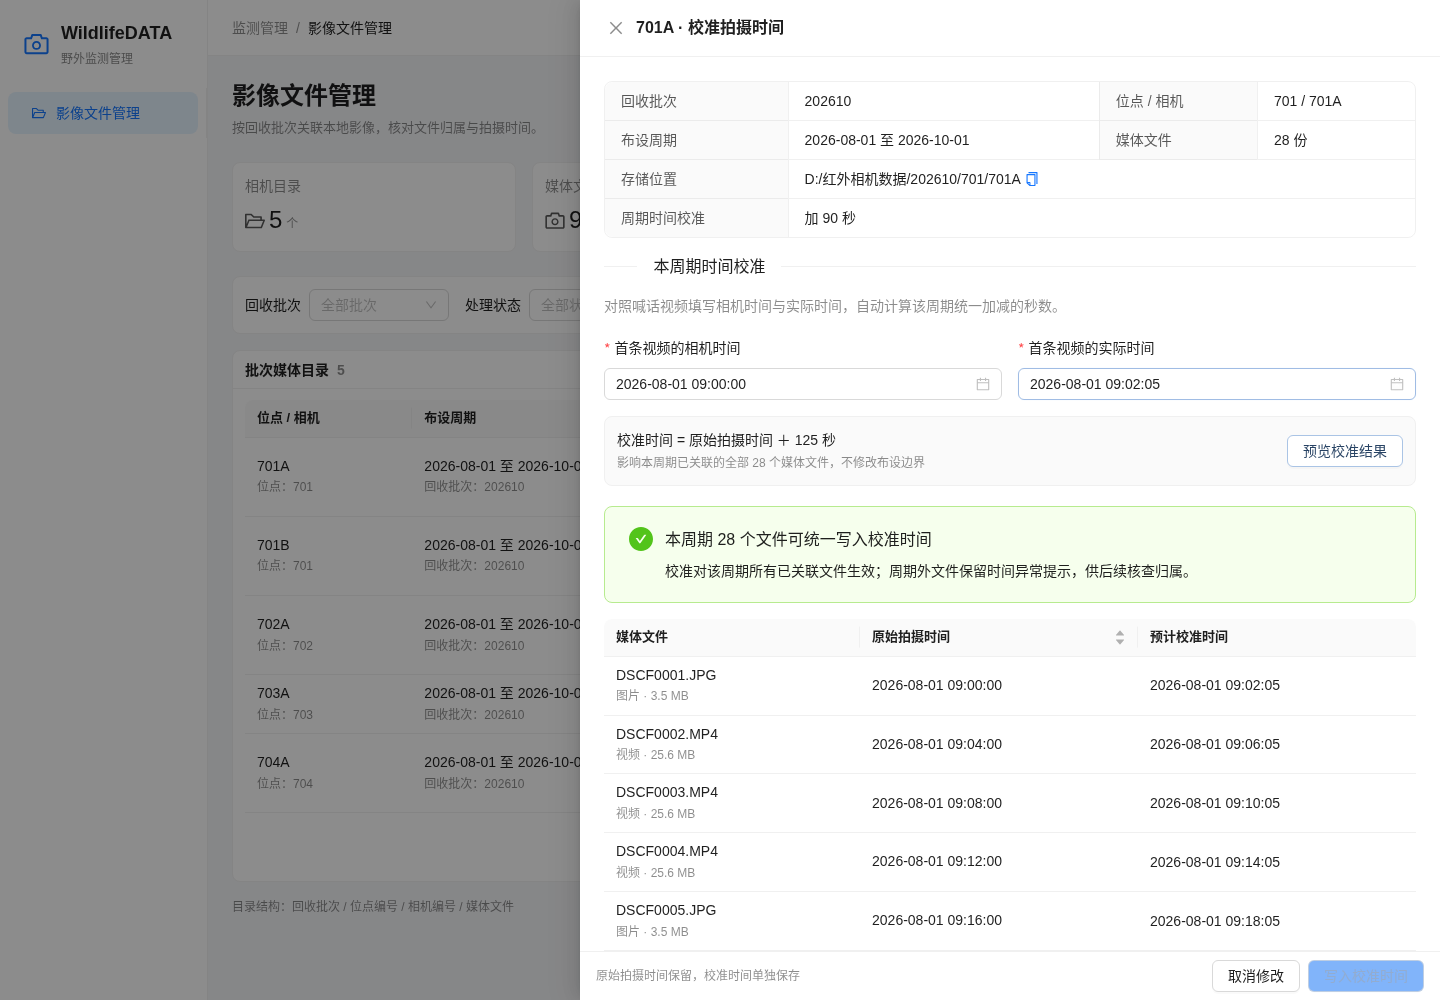 WildlifeDATA
野外监测管理
影像文件管理
监测管理 / 影像文件管理
影像文件管理
按回收批次关联本地影像，核对文件归属与拍摄时间。
相机目录
5 个
媒体文
9
回收批次 全部批次 处理状态 全部状
批次媒体目录 5
位点 / 相机 布设周期
701A 2026-08-01 至 2026-10-0
位点：701 回收批次：202610
701B 2026-08-01 至 2026-10-0
位点：701 回收批次：202610
702A 2026-08-01 至 2026-10-0
位点：702 回收批次：202610
703A 2026-08-01 至 2026-10-0
位点：703 回收批次：202610
704A 2026-08-01 至 2026-10-0
位点：704 回收批次：202610
目录结构：回收批次 / 位点编号 / 相机编号 / 媒体文件
701A · 校准拍摄时间
回收批次 202610 位点 / 相机 701 / 701A
布设周期 2026-08-01 至 2026-10-01 媒体文件 28 份
存储位置 D:/红外相机数据/202610/701/701A
周期时间校准 加 90 秒
本周期时间校准
对照喊话视频填写相机时间与实际时间，自动计算该周期统一加减的秒数。
* 首条视频的相机时间 * 首条视频的实际时间
2026-08-01 09:00:00 2026-08-01 09:02:05
校准时间 = 原始拍摄时间 ＋ 125 秒
影响本周期已关联的全部 28 个媒体文件，不修改布设边界
预览校准结果
本周期 28 个文件可统一写入校准时间
校准对该周期所有已关联文件生效；周期外文件保留时间异常提示，供后续核查归属。
媒体文件 原始拍摄时间 预计校准时间
DSCF0001.JPG 2026-08-01 09:00:00 2026-08-01 09:02:05
图片 · 3.5 MB
DSCF0002.MP4 2026-08-01 09:04:00 2026-08-01 09:06:05
视频 · 25.6 MB
DSCF0003.MP4 2026-08-01 09:08:00 2026-08-01 09:10:05
视频 · 25.6 MB
DSCF0004.MP4 2026-08-01 09:12:00 2026-08-01 09:14:05
视频 · 25.6 MB
DSCF0005.JPG 2026-08-01 09:16:00 2026-08-01 09:18:05
图片 · 3.5 MB
原始拍摄时间保留，校准时间单独保存
取消修改